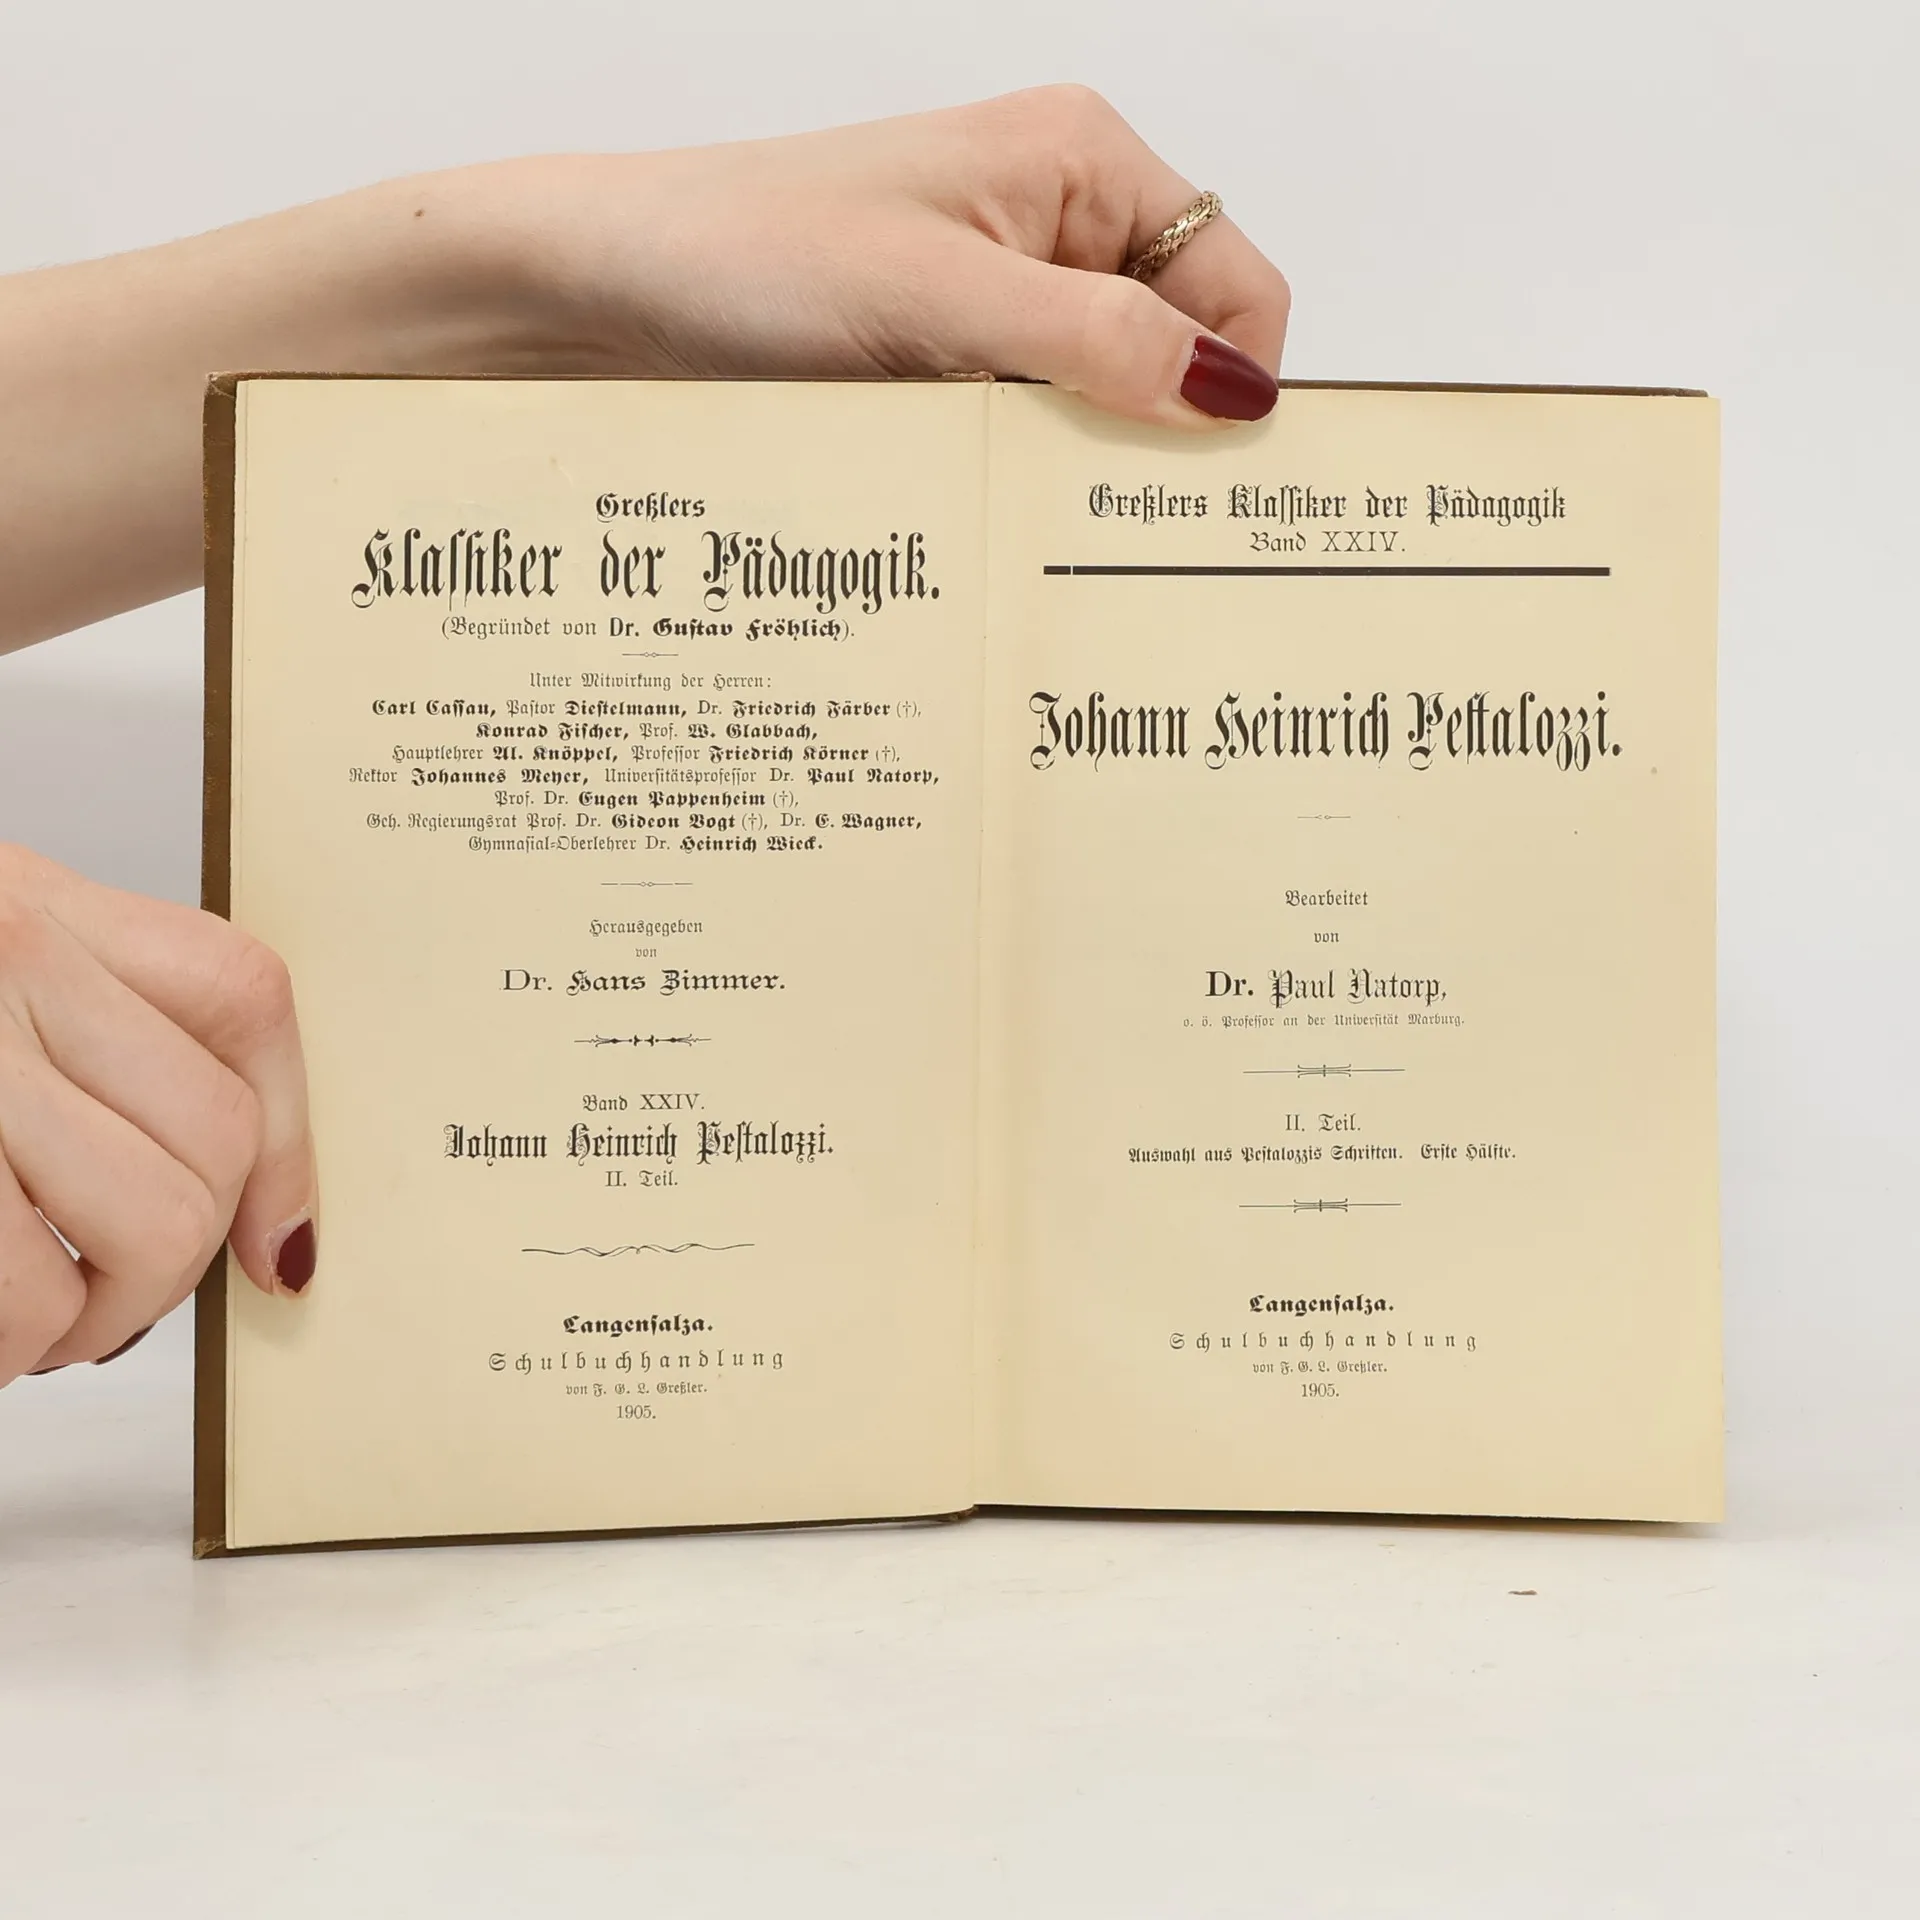 Greßlers
Klassiker der Pädagogik.
(Begründet von Dr. Gustav Fröhlich).
Unter Mitwirkung der Herren:
Carl Cassau, Pastor Diestelmann, Dr. Friedrich Färber (†),
Konrad Fischer, Prof. W. Glabbach,
Hauptlehrer Al. Knöppel, Professor Friedrich Körner (†),
Rektor Johannes Meyer, Universitätsprofessor Dr. Paul Natorp,
Prof. Dr. Eugen Pappenheim (†),
Geh. Regierungsrat Prof. Dr. Gideon Vogt (†), Dr. E. Wagner,
Gymnasial-Oberlehrer Dr. Heinrich Wieck.
Herausgegeben
von
Dr. Hans Zimmer.
Band XXIV.
Johann Heinrich Pestalozzi.
II. Teil.
Langensalza.
Schulbuchhandlung
von F. G. L. Greßler.
1905.
Greßlers Klassiker der Pädagogik
Band XXIV.
Johann Heinrich Pestalozzi.
Bearbeitet
von
Dr. Paul Natorp,
o. ö. Professor an der Universität Marburg.
II. Teil.
Auswahl aus Pestalozzis Schriften. Erste Hälfte.
Langensalza.
Schulbuchhandlung
von F. G. L. Greßler.
1905.